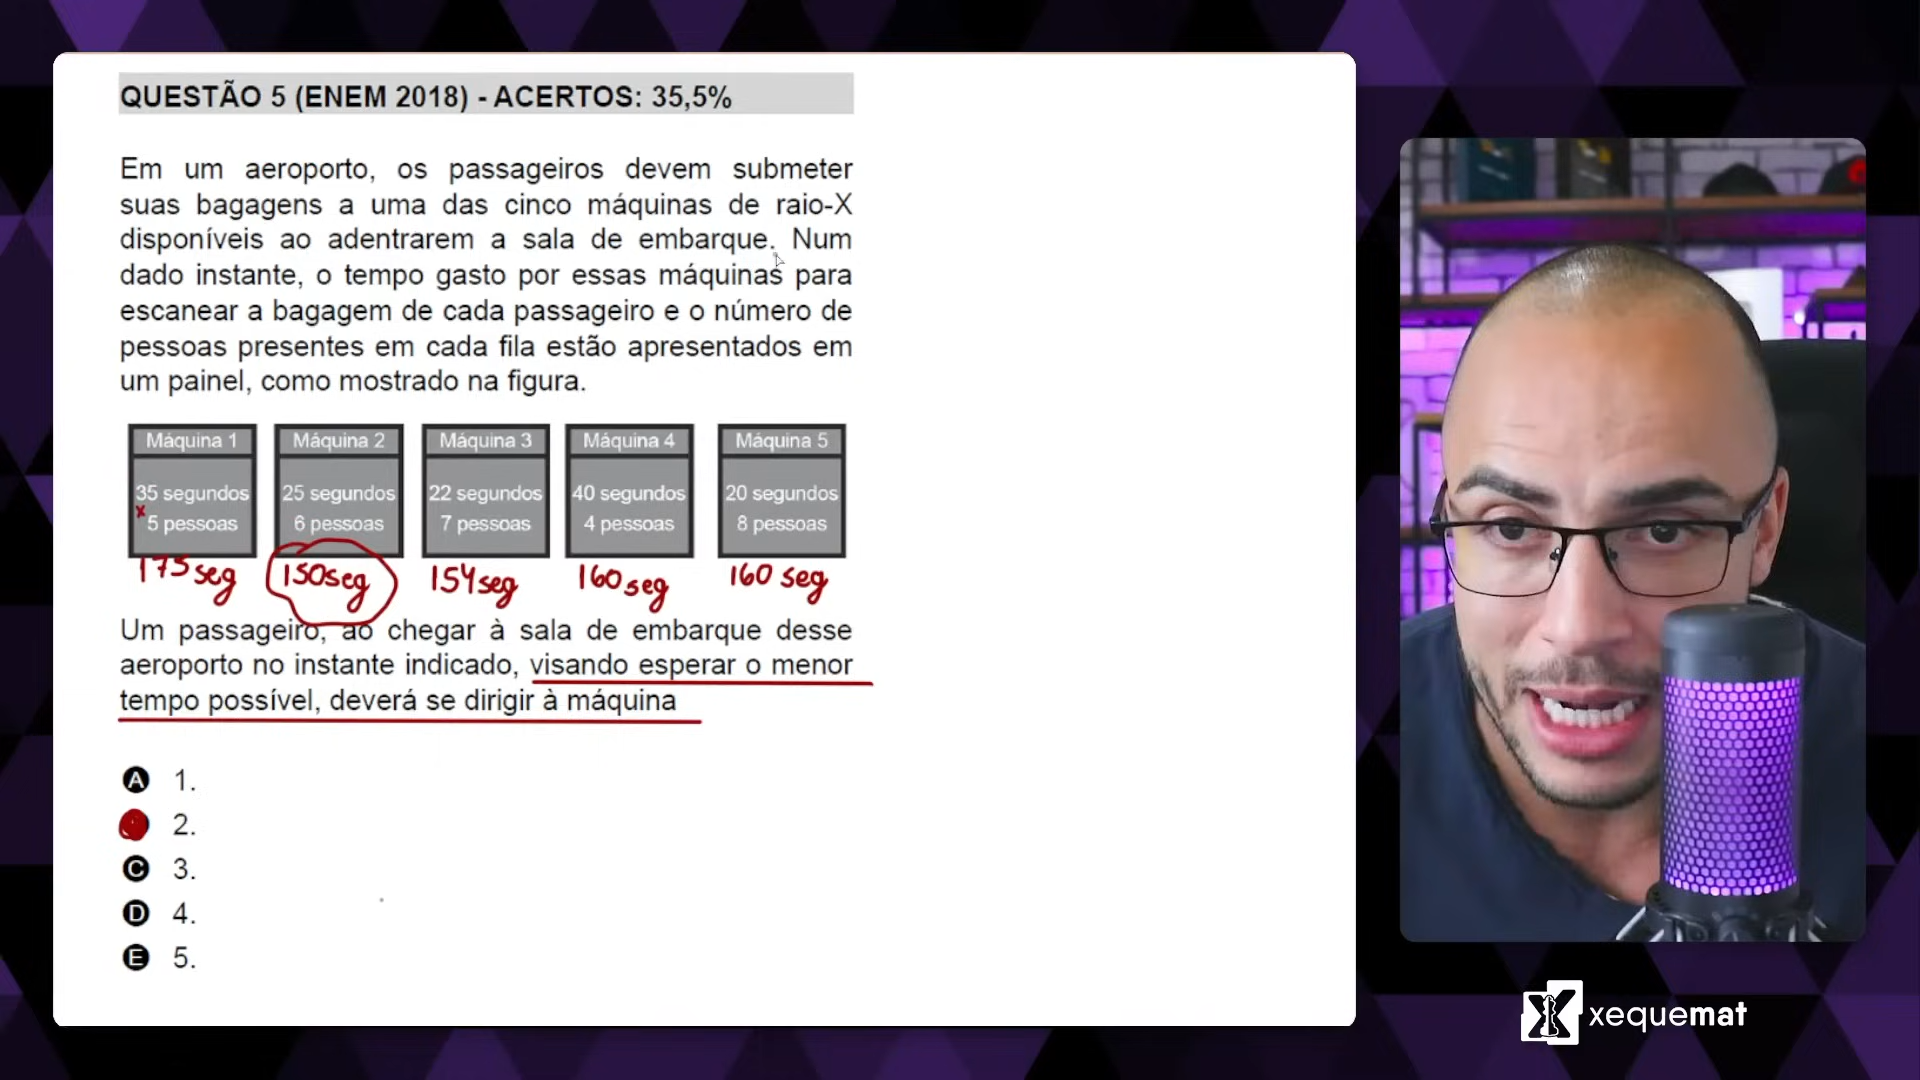 QUESTÃO 5 (ENEM 2018) - ACERTOS: 35,5%
Em um aeroporto, os passageiros devem submeter
suas bagagens a uma das cinco máquinas de raio-X
disponíveis ao adentrarem a sala de embarque. Num
dado instante, o tempo gasto por essas máquinas para
escanear a bagagem de cada passageiro e o número de
pessoas presentes em cada fila estão apresentados em
um painel, como mostrado na figura.
Máquina 1
35 segundos
x
5 pessoas
175 seg
Máquina 2
25 segundos
6 pessoas
150seg
Máquina 3
22 segundos
7 pessoas
154seg
Máquina 4
40 segundos
4 pessoas
160 seg
Máquina 5
20 segundos
8 pessoas
160 seg
Um passageiro, ao chegar à sala de embarque desse
aeroporto no instante indicado, visando esperar o menor
tempo possível, deverá se dirigir à máquina
A 1.
2.
C 3.
D 4.
E 5.
xequemat